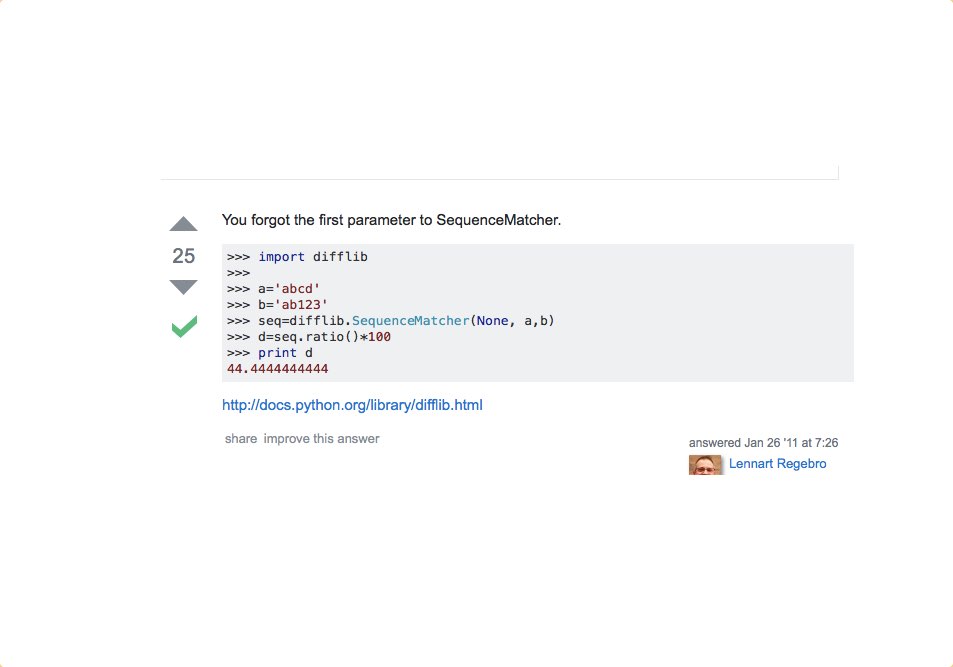 You forgot the first parameter to SequenceMatcher.
25
>>> import difflib
>>>
>>> a='abcd'
>>> b='ab123'
>>> seq=difflib.SequenceMatcher(None, a,b)
>>> d=seq.ratio()*100
>>> print d
44.4444444444
http://docs.python.org/library/difflib.html
share improve this answer
answered Jan 26 '11 at 7:26
Lennart Regebro